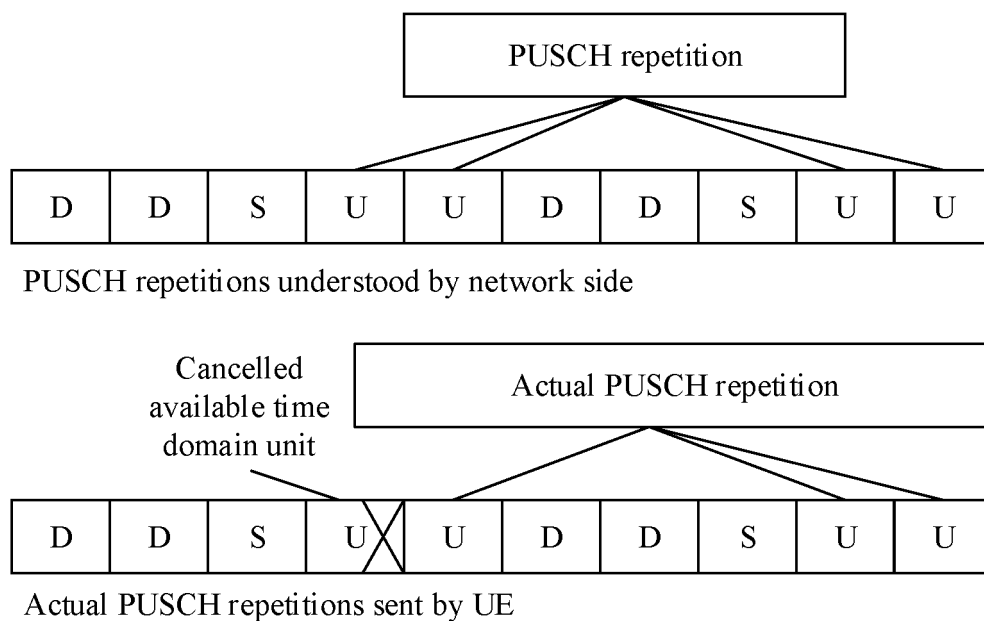 PUSCH repetition
D D S U U D D S U U
PUSCH repetitions understood by network side
Cancelled
available time
domain unit
Actual PUSCH repetition
D D S U U D D S U U
Actual PUSCH repetitions sent by UE